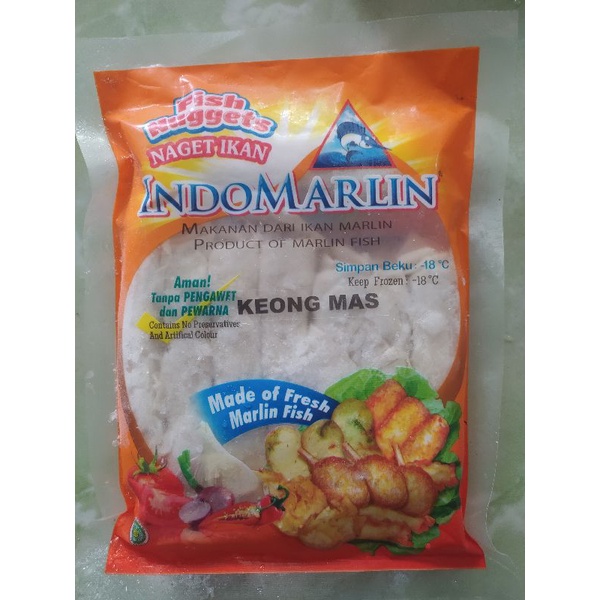 Fish
Nuggets
NAGET IKAN
INDOMARLIN
MAKANAN DARI IKAN MARLIN
PRODUCT OF MARLIN FISH
Simpan Beku : -18 °C
Keep Frozen : -18 °C
Aman!
Tanpa PENGAWET
dan PEWARNA
Contains No Preservatives
And Artifical Colour
KEONG MAS
Made of Fresh
Marlin Fish